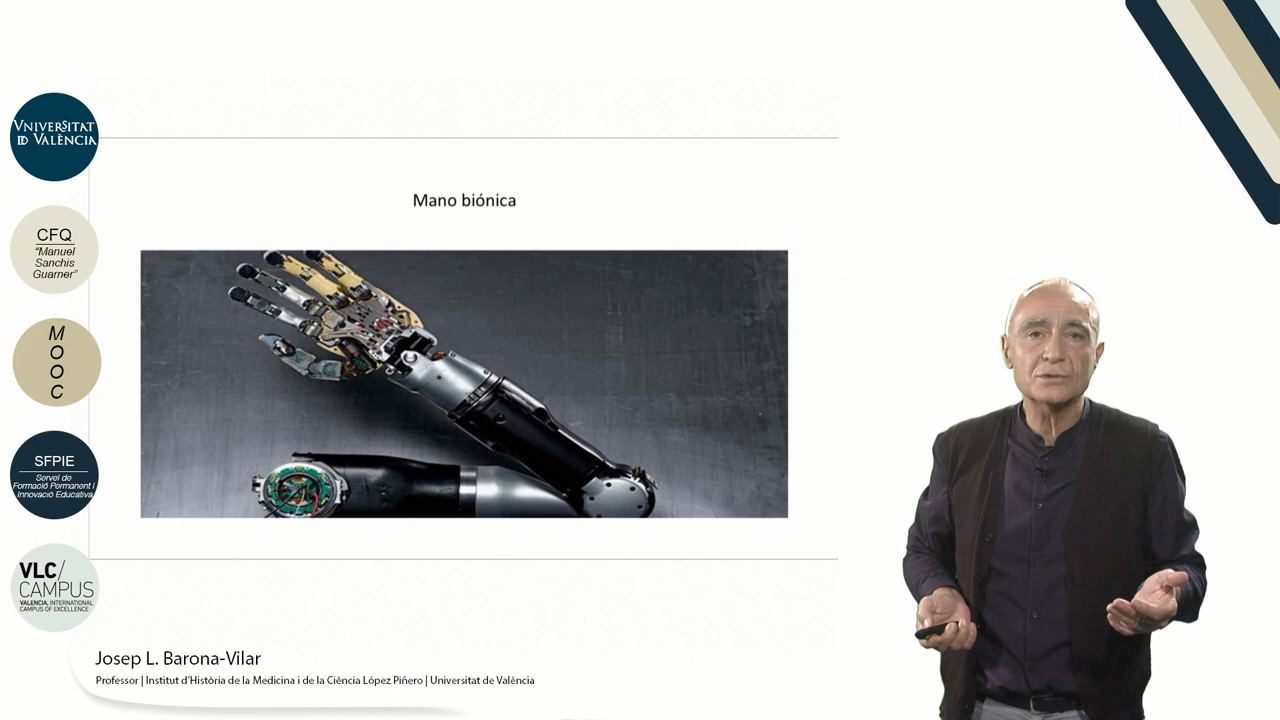 VNIVERSITAT
ID VALÈNCIA
CFQ
"Manuel
Sanchis
Guarner"
M
O
O
C
SFPIE
Servei de
Formació Permanent i
Innovació Educativa
VLC/
CAMPUS
VALENCIA, INTERNATIONAL
CAMPUS OF EXCELLENCE
Mano biónica
Josep L. Barona-Vilar
Professor | Institut d'Història de la Medicina i de la Ciència López Piñero | Universitat de València